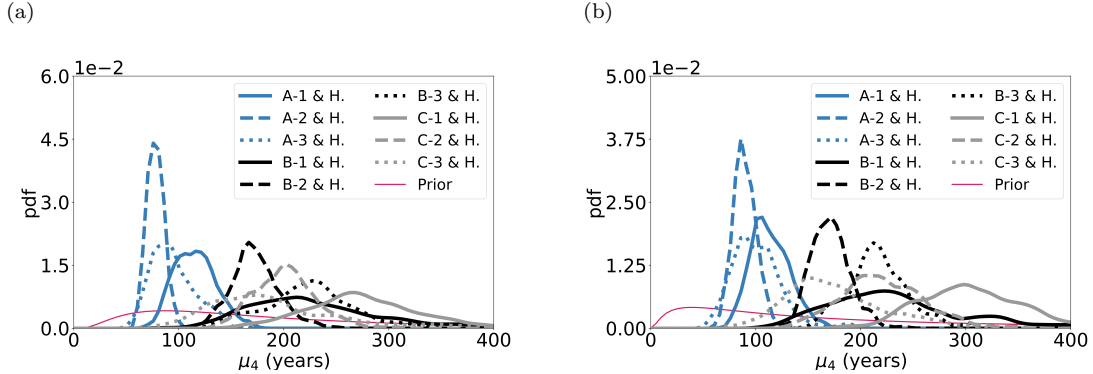 (a)
1e−2
6.0
4.5
3.0
1.5
0.0
pdf
0 100 200 300 400
μ4 (years)
A-1 & H.
A-2 & H.
A-3 & H.
B-1 & H.
B-2 & H.
B-3 & H.
C-1 & H.
C-2 & H.
C-3 & H.
Prior
(b)
1e−2
5.00
3.75
2.50
1.25
0.00
pdf
0 100 200 300 400
μ4 (years)
A-1 & H.
A-2 & H.
A-3 & H.
B-1 & H.
B-2 & H.
B-3 & H.
C-1 & H.
C-2 & H.
C-3 & H.
Prior